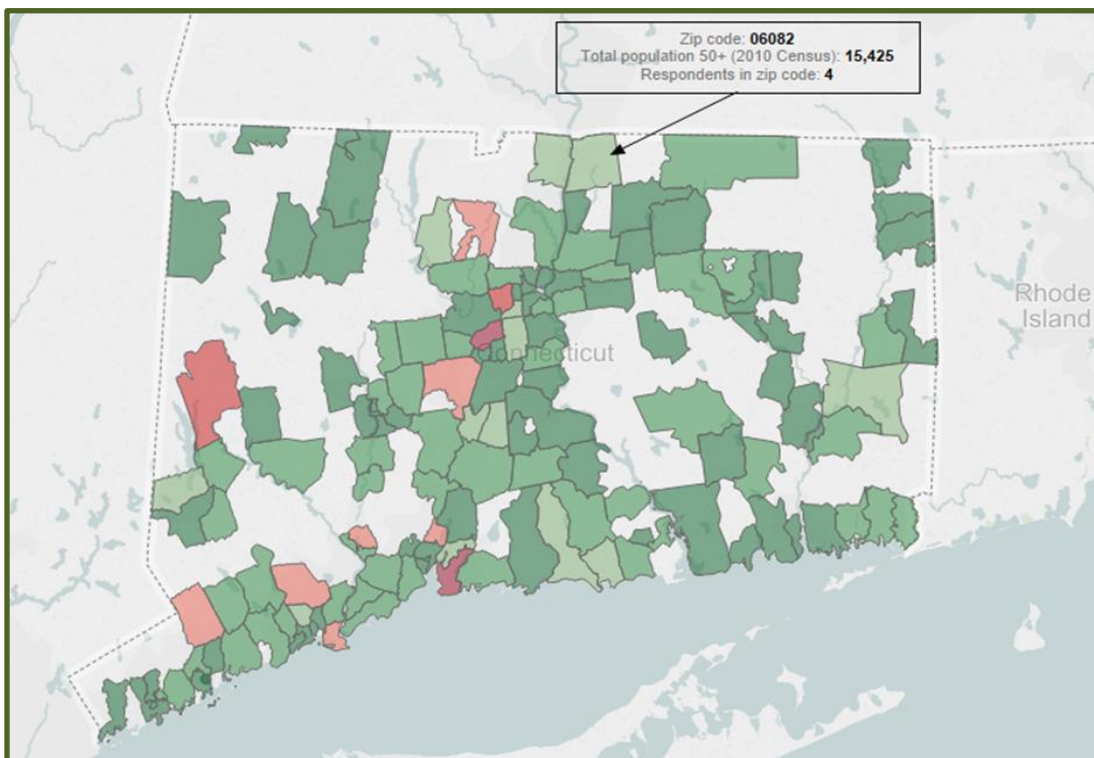 Zip code: 06082
Total population 50+ (2010 Census): 15,425
Respondents in zip code: 4
Rhode
Island
Connecticut